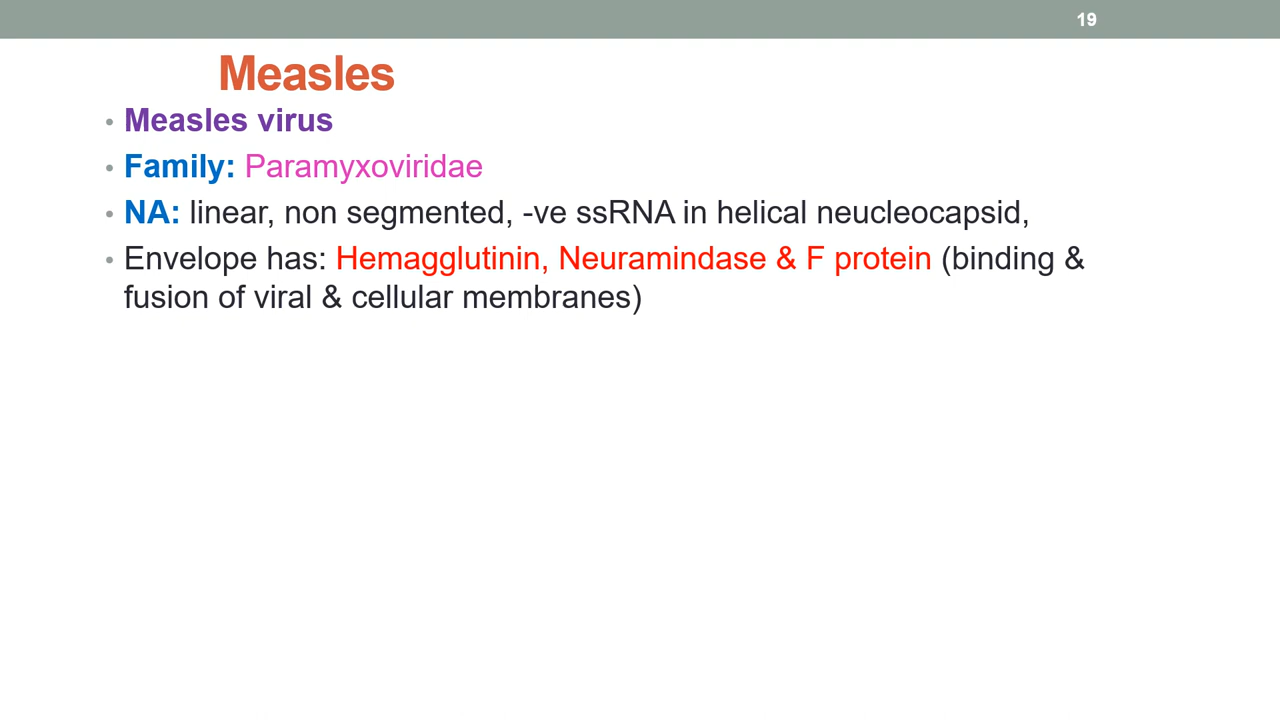 19
Measles
• Measles virus
• Family: Paramyxoviridae
• NA: linear, non segmented, -ve ssRNA in helical neucleocapsid,
• Envelope has: Hemagglutinin, Neuramindase & F protein (binding &
fusion of viral & cellular membranes)